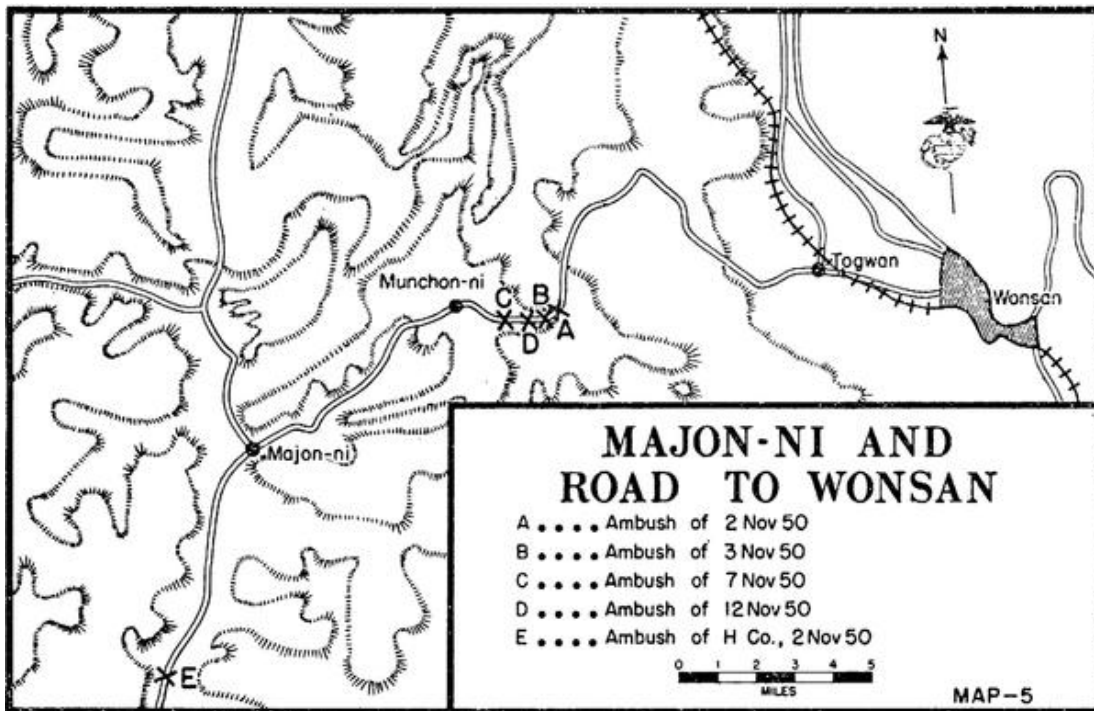 N
Togwan
Munchon-ni
Wonsan
C
B
D
A
Majon-ni
E
MAJON-NI AND
ROAD TO WONSAN
A .... Ambush of 2 Nov 50
B .... Ambush of 3 Nov 50
C .... Ambush of 7 Nov 50
D .... Ambush of 12 Nov 50
E .... Ambush of H Co., 2 Nov 50
0 1 2 3 4 5
MILES
MAP-5